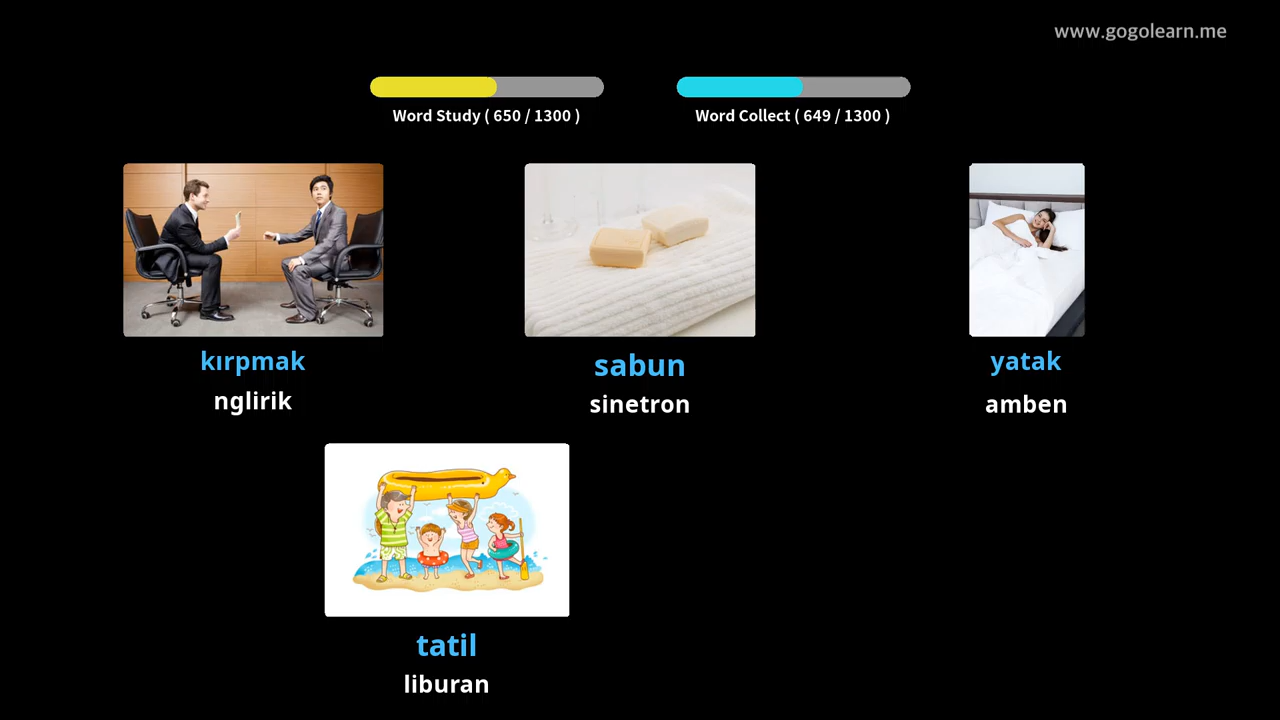 www.gogolearn.me
Word Study ( 650 / 1300 )
Word Collect ( 649 / 1300 )
kırpmak
nglirik
sabun
sinetron
yatak
amben
tatil
liburan